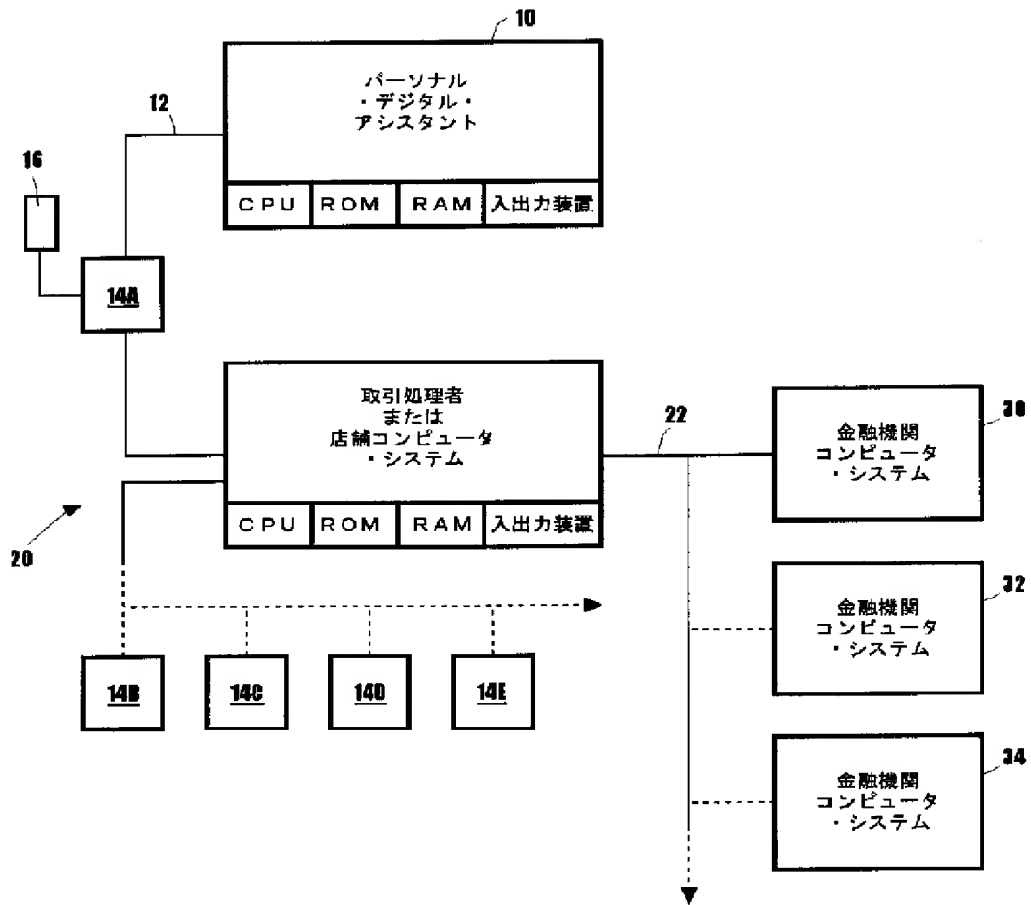 10
パーソナル
・デジタル・
アシスタント
12
16
CPU ROM RAM 入出力装置
14A
取引処理者
または
店舗コンピュータ
・システム
22
30
金融機関
コンピュータ
・システム
CPU ROM RAM 入出力装置
20
32
金融機関
コンピュータ
・システム
14B 14C 14D 14E
34
金融機関
コンピュータ
・システム